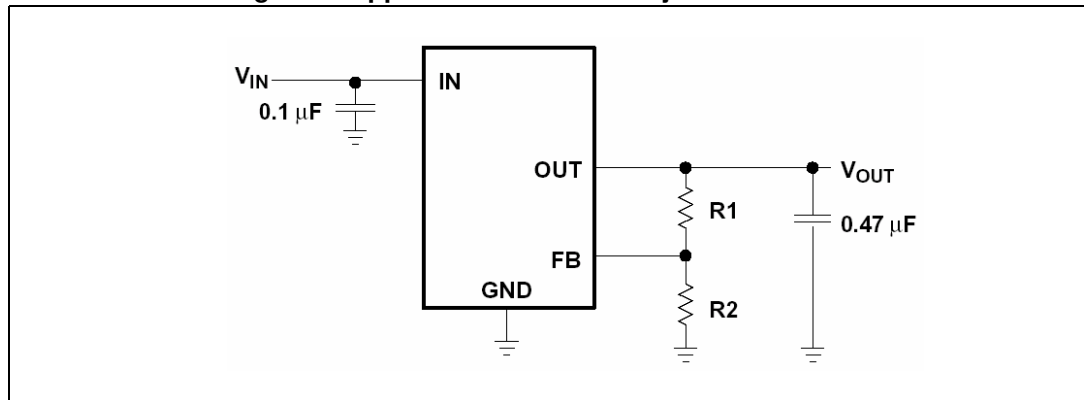 V_IN
IN
0.1 μF
OUT
V_OUT
R1
0.47 μF
FB
GND
R2